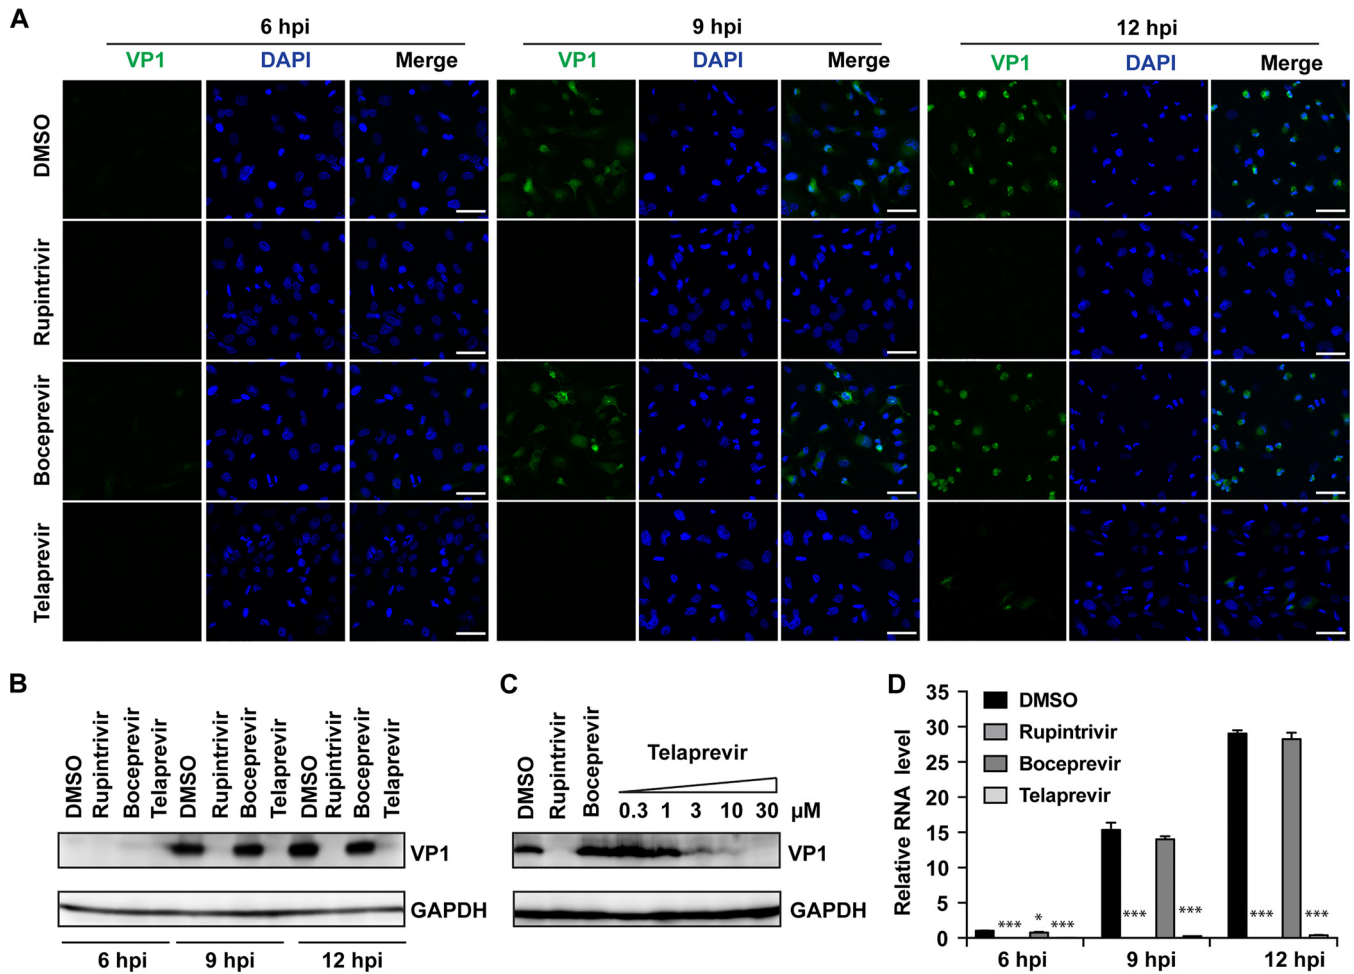 A
6 hpi 9 hpi 12 hpi
VP1 DAPI Merge VP1 DAPI Merge VP1 DAPI Merge
DMSO
Rupintrivir
Boceprevir
Telaprevir
B
DMSO Rupintrivir Boceprevir Telaprevir DMSO Rupintrivir Boceprevir Telaprevir DMSO Rupintrivir Boceprevir Telaprevir
VP1
GAPDH
6 hpi 9 hpi 12 hpi
C
DMSO Rupintrivir Boceprevir
Telaprevir
0.3 1 3 10 30 µM
VP1
GAPDH
D
Relative RNA level
35
30
25
20
15
10
5
0
DMSO
Rupintrivir
Boceprevir
Telaprevir
*** * *** *** *** *** ***
6 hpi 9 hpi 12 hpi